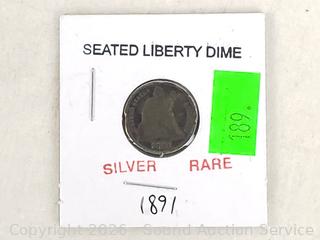 SEATED LIBERTY DIME
189.
SILVER RARE
1891
Copyright 2026 - Sound Auction Service